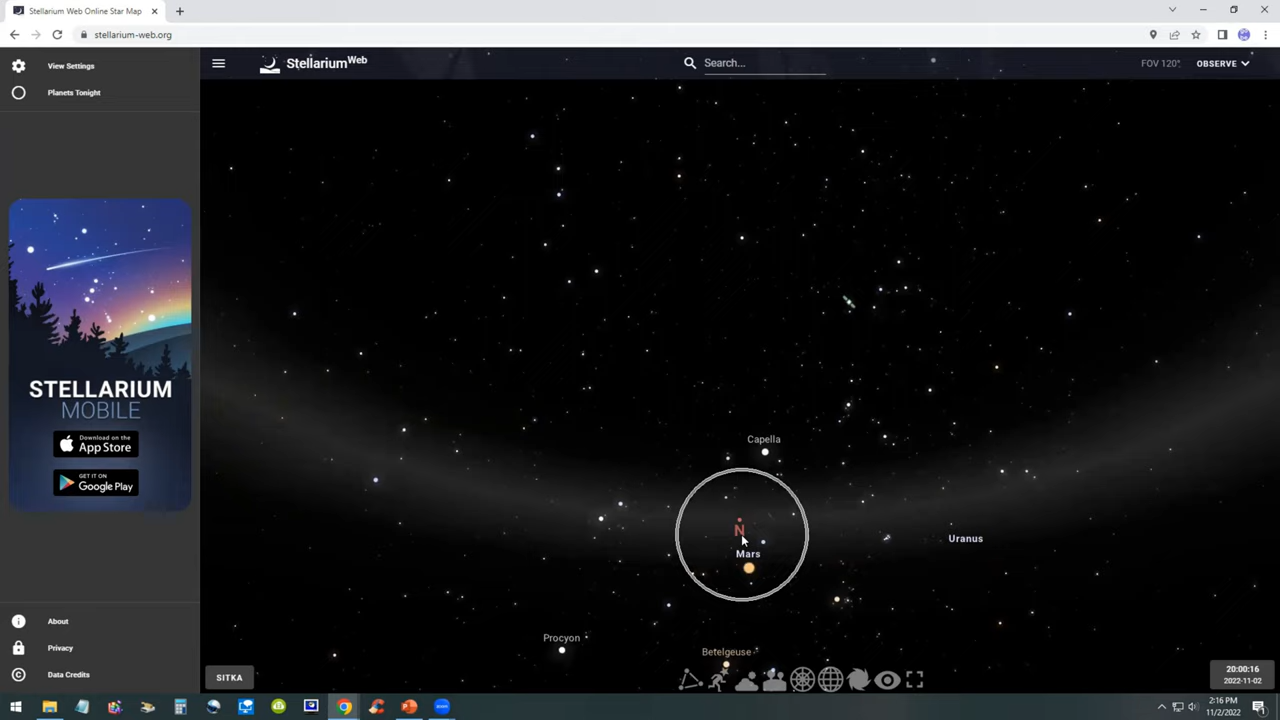 Stellarium Web Online Star Map
stellarium-web.org
View Settings
Planets Tonight
StellariumWeb
Search...
FOV 120°
OBSERVE
STELLARIUM
MOBILE
Download on the
App Store
GET IT ON
Google Play
Capella
N
Mars
Uranus
Procyon
Betelgeuse
About
Privacy
Data Credits
SITKA
20:00:16
2022-11-02
2:16 PM
11/2/2022